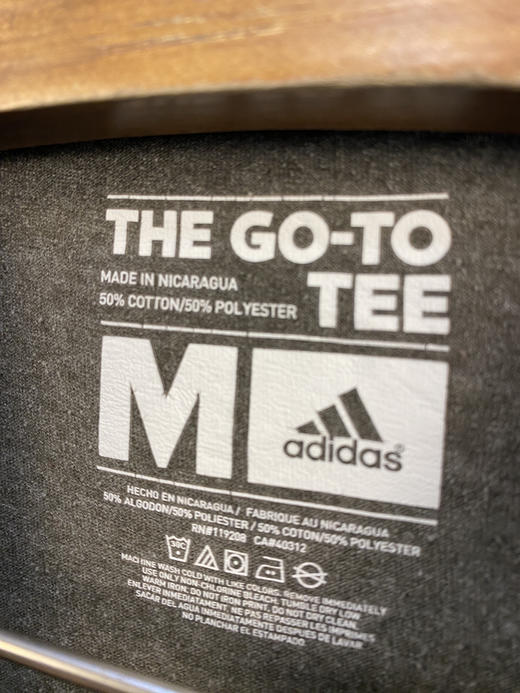 THE GO-TO
TEE
MADE IN NICARAGUA
50% COTTON/50% POLYESTER
M
adidas®
HECHO EN NICARAGUA / FABRIQUE AU NICARAGUA
50% ALGODON/50% POLIESTER / 50% COTON/50% POLYESTER
RN#119208 CA#40312
30C
MACHINE WASH COLD WITH LIKE COLORS. REMOVE IMMEDIATELY
USE ONLY NON-CHLORINE BLEACH. TUMBLE DRY LOW
WARM IRON. DO NOT IRON PRINT. DO NOT DRY CLEAN.
ENLEVER IMMEDIATAMENT, NE PAS REPASSER LES IMPRIMES
SACAR DEL AGUA INMEDIATAMENTE DESPUES DE LAVAR
NO PLANCHAR EL ESTAMPADO